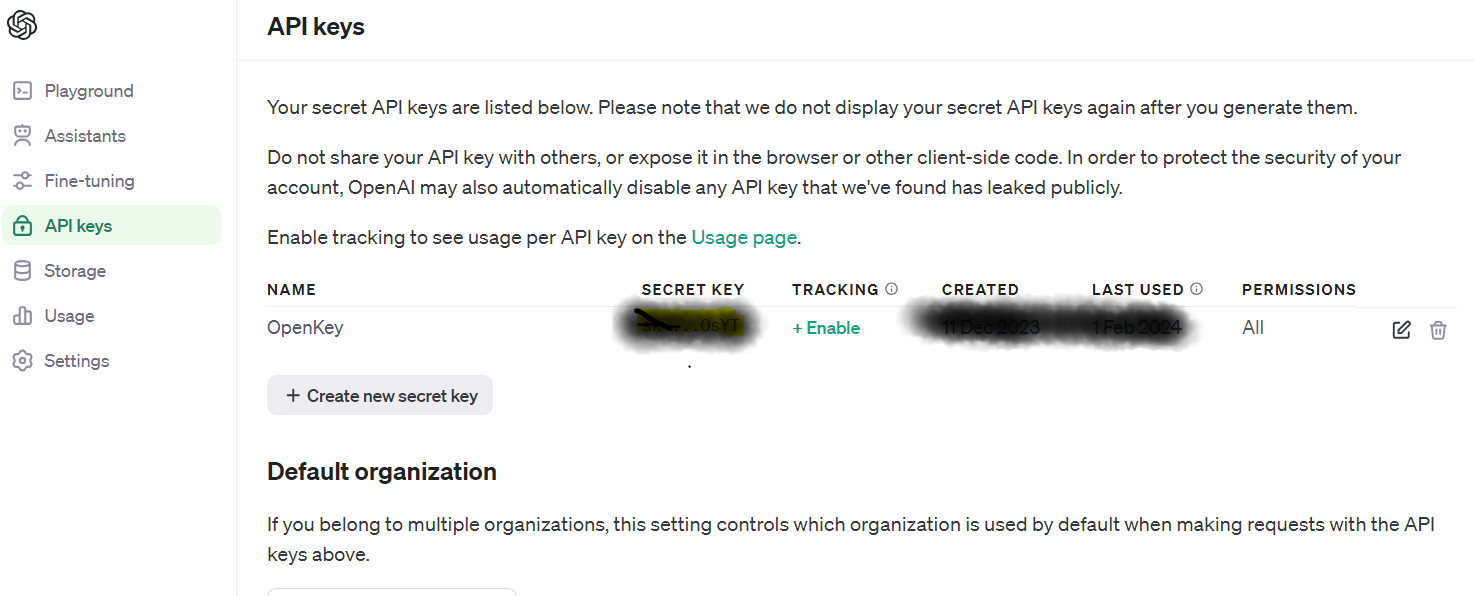 API keys
Playground
Assistants
Fine-tuning
API keys
Storage
Usage
Settings
Your secret API keys are listed below. Please note that we do not display your secret API keys again after you generate them.
Do not share your API key with others, or expose it in the browser or other client-side code. In order to protect the security of your
account, OpenAI may also automatically disable any API key that we've found has leaked publicly.
Enable tracking to see usage per API key on the Usage page.
NAME SECRET KEY TRACKING CREATED LAST USED PERMISSIONS
OpenKey ...0sYT + Enable 11 Dec 2023 1 Feb 2024 All
+ Create new secret key
Default organization
If you belong to multiple organizations, this setting controls which organization is used by default when making requests with the API
keys above.